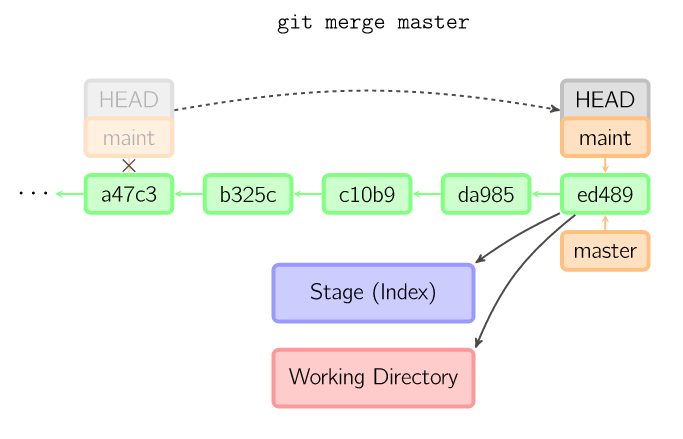 git merge master
HEAD HEAD
maint maint
... a47c3 b325c c10b9 da985 ed489
master
Stage (Index)
Working Directory